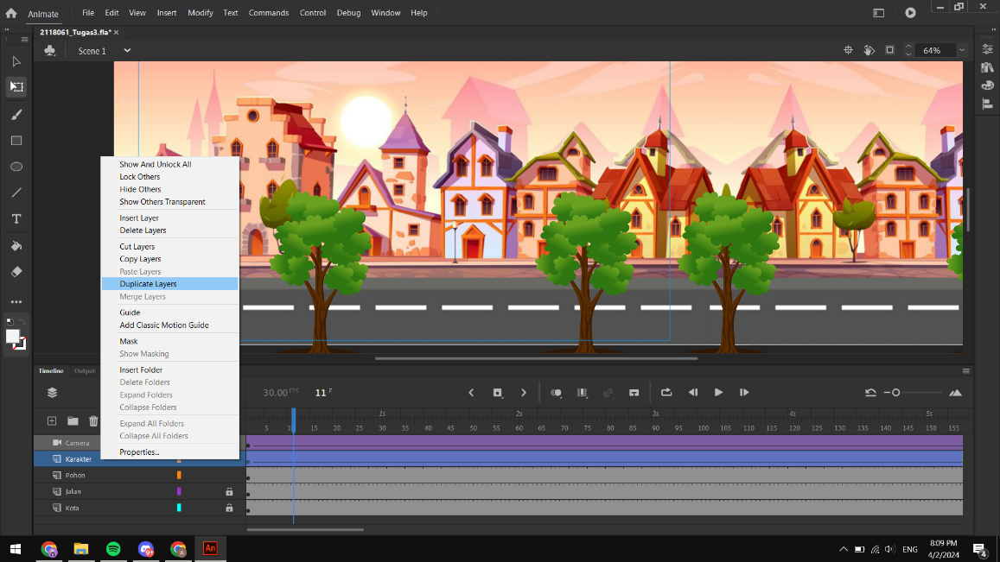 Animate File Edit View Insert Modify Text Commands Control Debug Window Help
2118061_Tugas3.fla*
Scene 1 64%
Show And Unlock All
Lock Others
Hide Others
Show Others Transparent
Insert Layer
Delete Layers
Cut Layers
Copy Layers
Paste Layers
Duplicate Layers
Merge Layers
Guide
Add Classic Motion Guide
Mask
Show Masking
Insert Folder
Delete Folders
Expand Folders
Collapse Folders
Expand All Folders
Collapse All Folders
Properties...
Timeline Output
30.00 FPS 11 F
1s 2s 3s 4s 5s
5 15 20 25 30 35 40 45 50 55 60 65 70 75 80 85 90 95 100 105 110 115 120 125 130 135 140 145 150 155
Camera
Karakter
Pohon
Jalan
Kota
T
An
9+
A
ENG
8:09 PM
4/2/2024
4